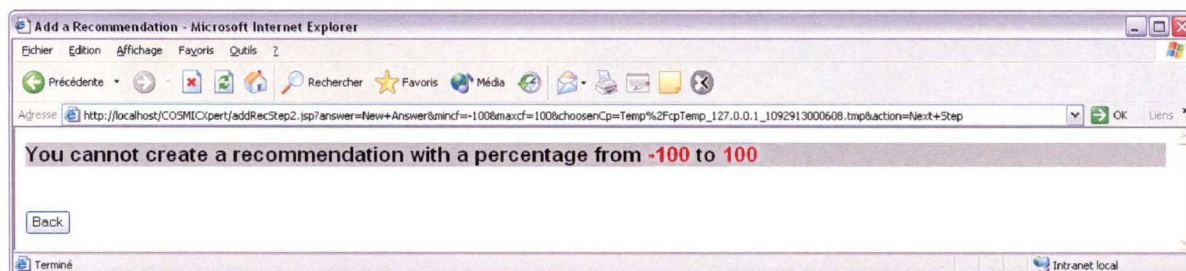 Add a Recommendation - Microsoft Internet Explorer
Fichier Edition Affichage Favoris Outils ?
Précédente Rechercher Favoris Média
Adresse http://localhost/COSMICXpert/addRecStep2.jsp?answer=New+Answer&mincf=-100&maxcf=100&choosenCp=Temp%2FcpTemp_127.0.0.1_1092913000608.tmp&action=Next+Step OK Liens »
You cannot create a recommendation with a percentage from -100 to 100
Back
Terminé Intranet local